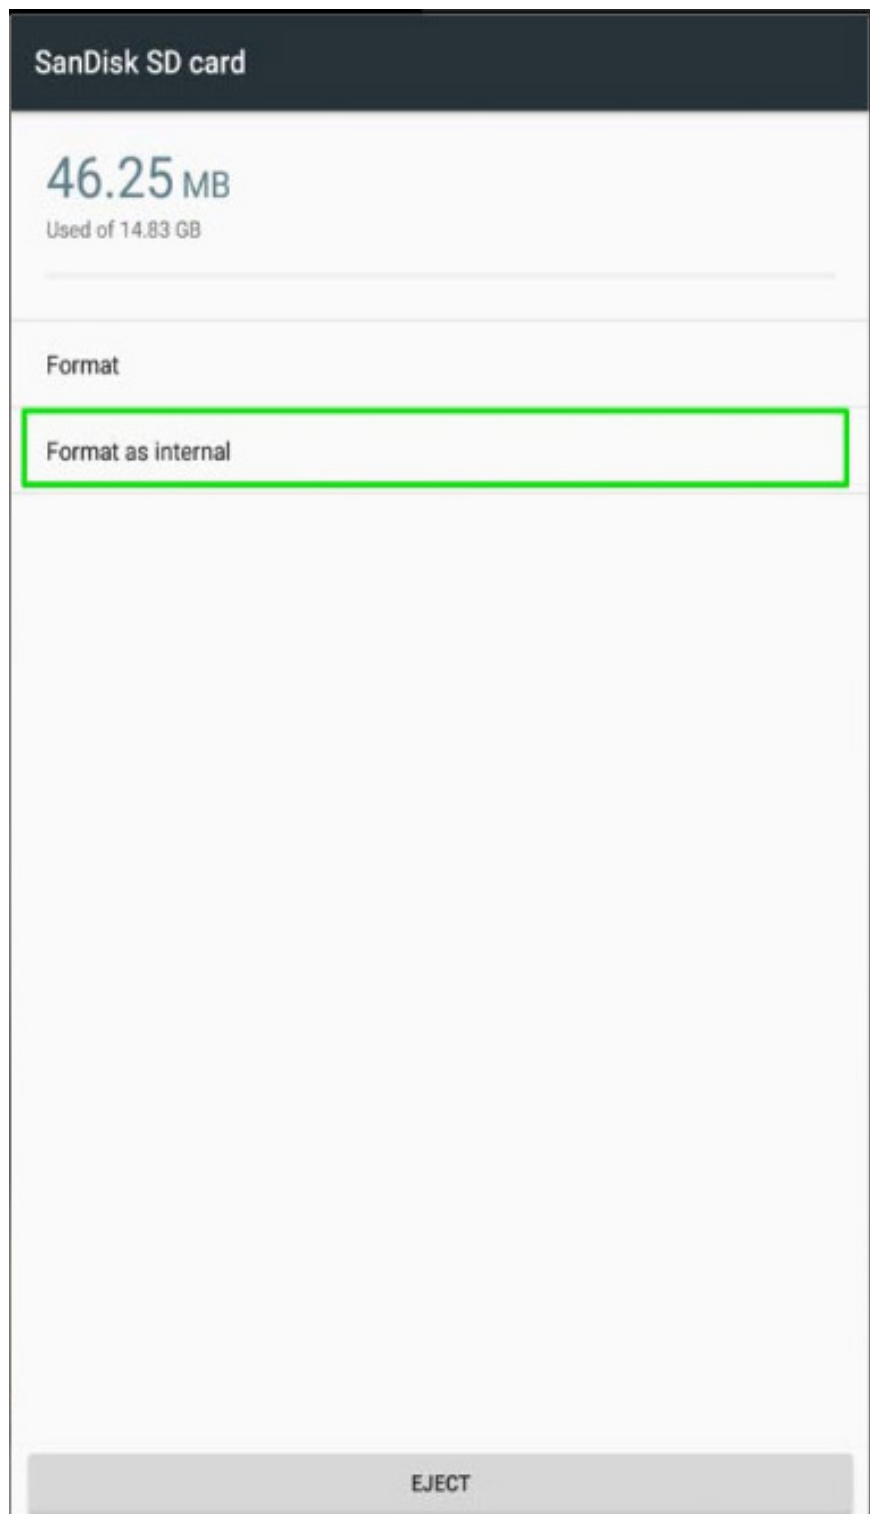 SanDisk SD card
46.25 MB
Used of 14.83 GB
Format
Format as internal
EJECT